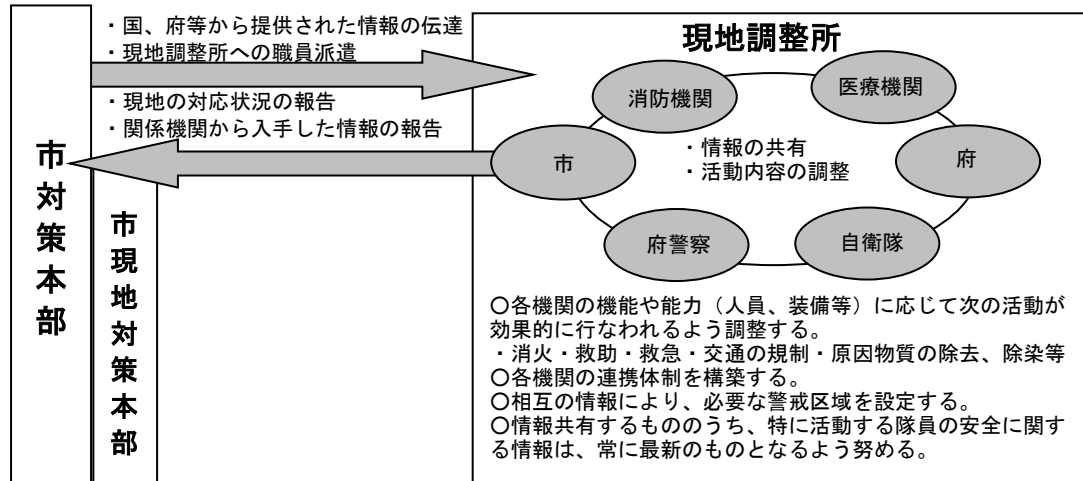 ・国、府等から提供された情報の伝達
・現地調整所への職員派遣
・現地の対応状況の報告
・関係機関から入手した情報の報告
市対策本部
市現地対策本部
現地調整所
消防機関
医療機関
市
・情報の共有
・活動内容の調整
府
府警察
自衛隊
〇各機関の機能や能力（人員、装備等）に応じて次の活動が
効果的に行なわれるよう調整する。
・消火・救助・救急・交通の規制・原因物質の除去、除染等
〇各機関の連携体制を構築する。
〇相互の情報により、必要な警戒区域を設定する。
〇情報共有するもののうち、特に活動する隊員の安全に関す
る情報は、常に最新のものとなるよう努める。